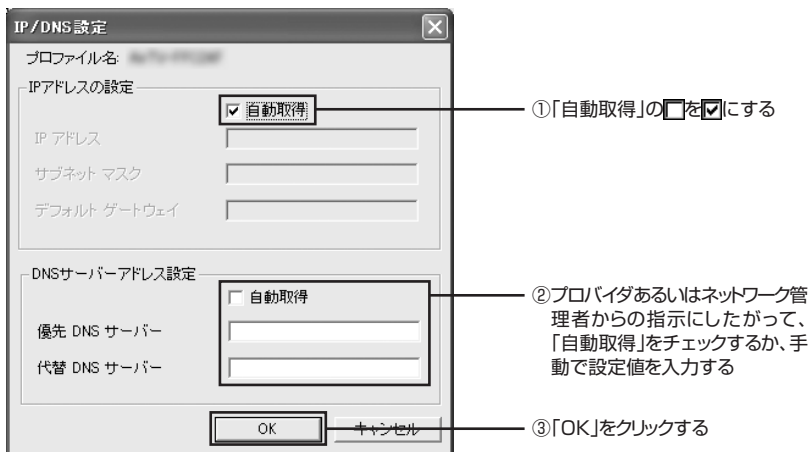 IP/DNS設定
プロファイル名:
IPアドレスの設定
自動取得
IP アドレス
サブネット マスク
デフォルト ゲートウェイ
DNSサーバーアドレス設定
自動取得
優先 DNS サーバー
代替 DNS サーバー
OK
キャンセル
①「自動取得」の□を☑にする
②プロバイダあるいはネットワーク管
理者からの指示にしたがって、
「自動取得」をチェックするか、手
動で設定値を入力する
③「OK」をクリックする